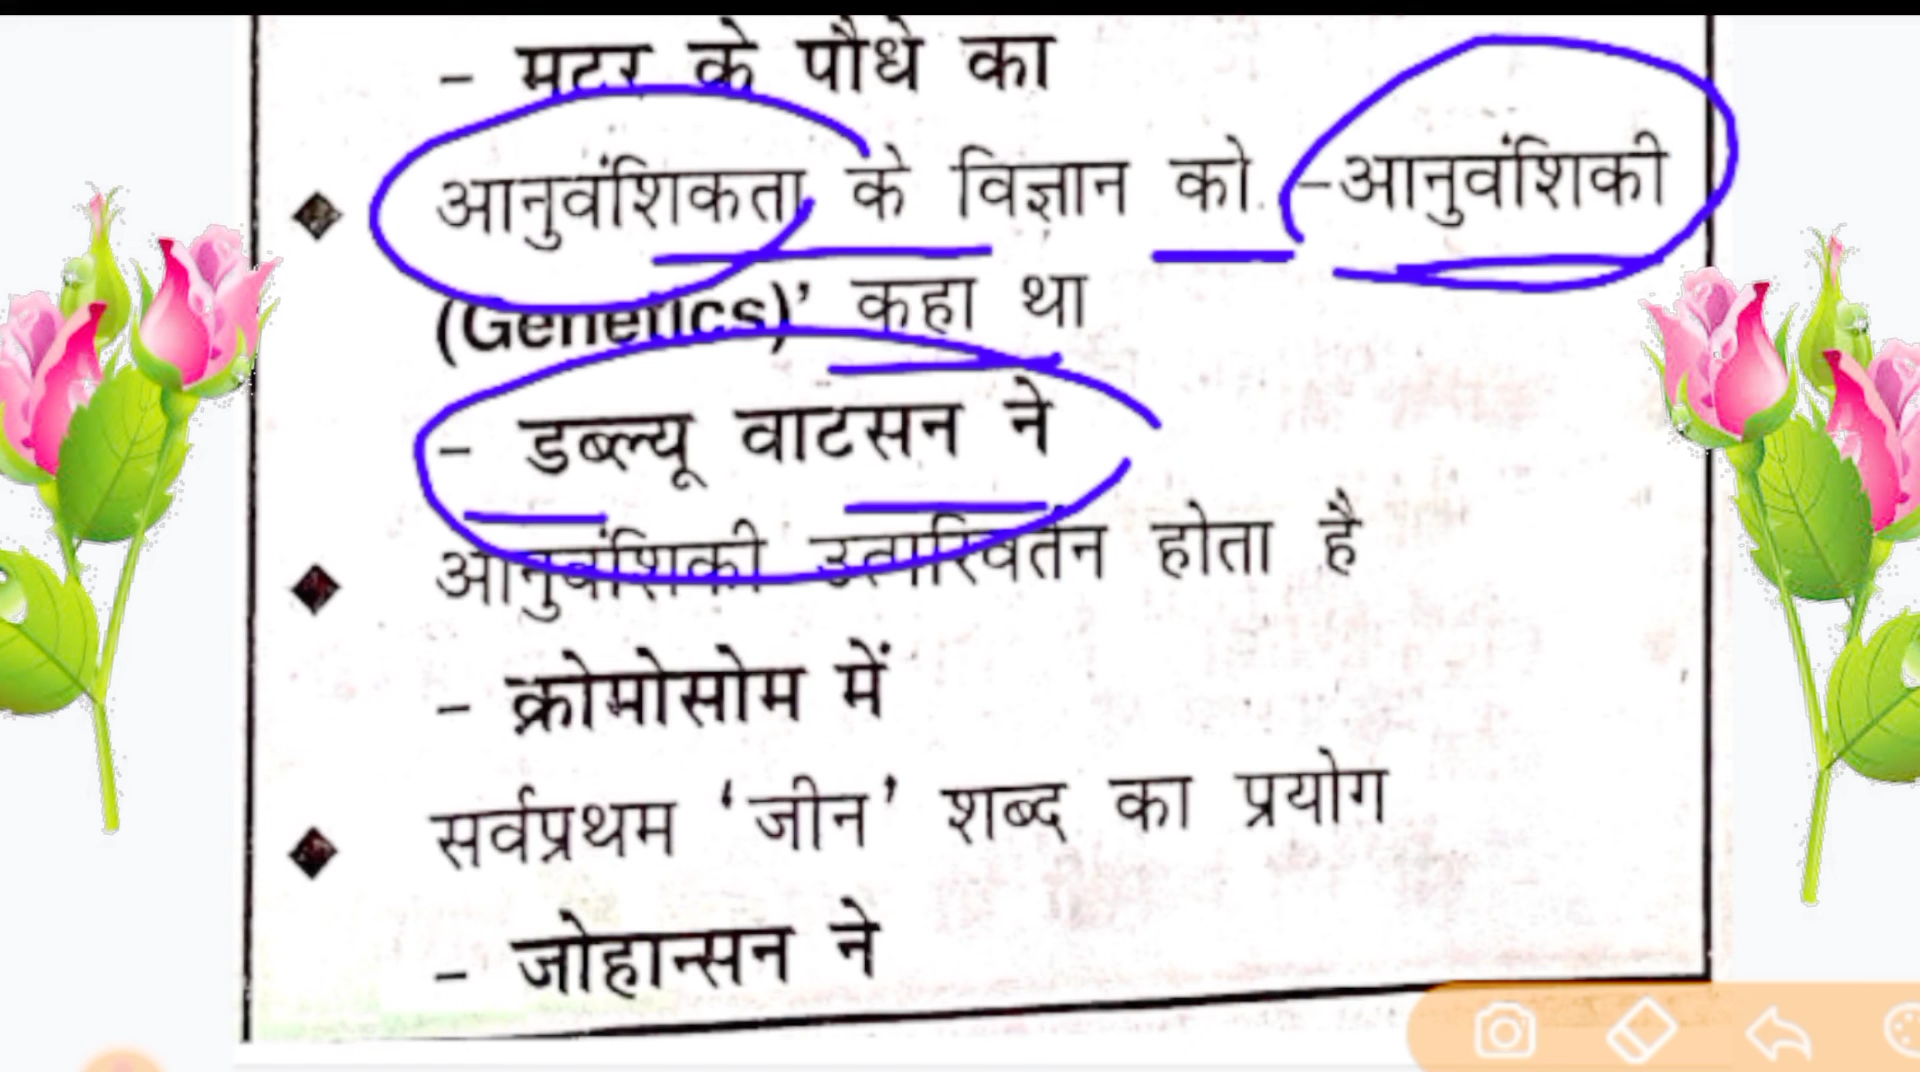 - मटर के पौधे का
आनुवंशिकता के विज्ञान को -आनुवंशिकी
(Genetics)' कहा था
- डब्ल्यू वाटसन ने
आनुवंशिकी उत्परिवर्तन होता है
- क्रोमोसोम में
सर्वप्रथम 'जीन' शब्द का प्रयोग
- जोहान्सन ने